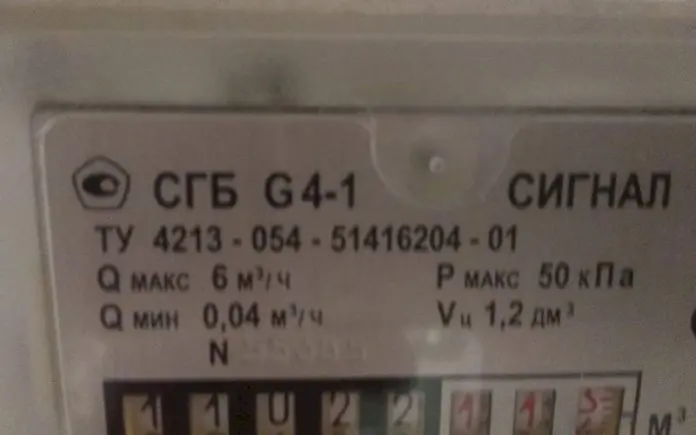 СГБ G4-1 СИГНАЛ
ТУ 4213 - 054 - 51416204 - 01
Q МАКС 6 м³/ч P МАКС 50 кПа
Q МИН 0,04 м³/ч Vц 1,2 дм³
N
1 1 0 2 2 1 1 5 м³